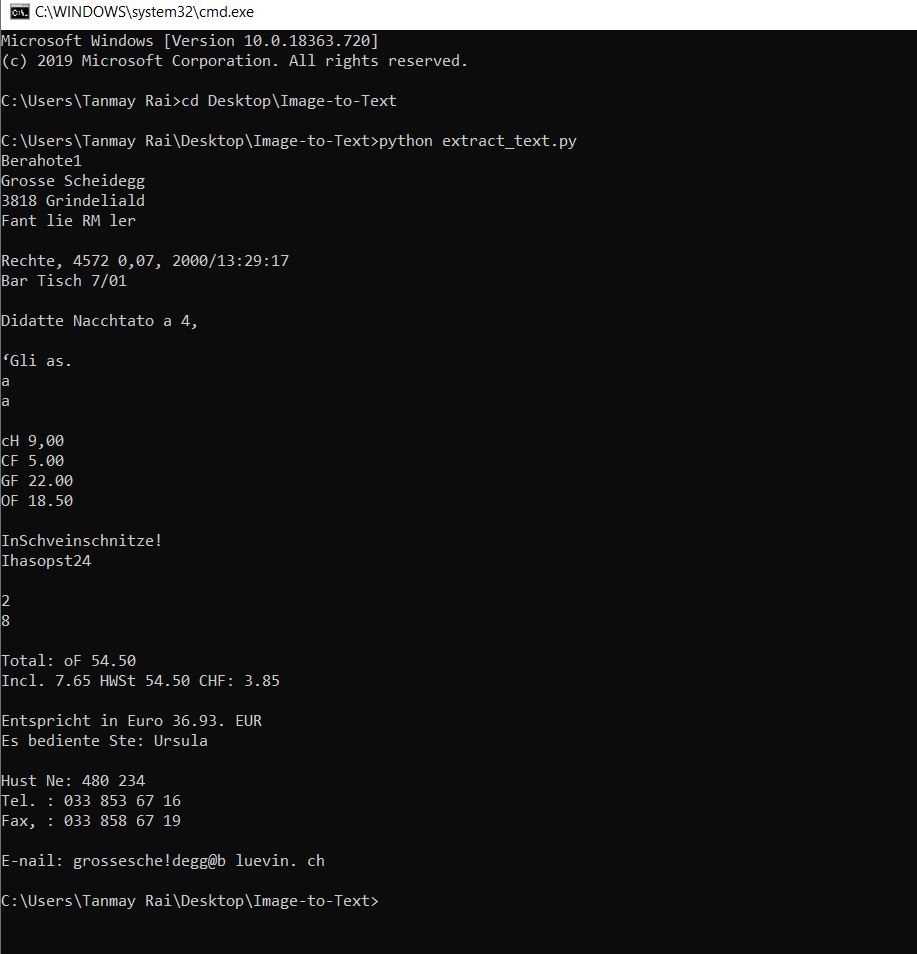 C:\WINDOWS\system32\cmd.exe
Microsoft Windows [Version 10.0.18363.720]
(c) 2019 Microsoft Corporation. All rights reserved.
C:\Users\Tanmay Rai>cd Desktop\Image-to-Text
C:\Users\Tanmay Rai\Desktop\Image-to-Text>python extract_text.py
Berahote1
Grosse Scheidegg
3818 Grindeliald
Fant lie RM ler
Rechte, 4572 0,07, 2000/13:29:17
Bar Tisch 7/01
Didatte Nacchtato a 4,
‘Gli as.
a
a
cH 9,00
CF 5.00
GF 22.00
OF 18.50
InSchveinschnitze!
Ihasopst24
2
8
Total: oF 54.50
Incl. 7.65 HWSt 54.50 CHF: 3.85
Entspricht in Euro 36.93. EUR
Es bediente Ste: Ursula
Hust Ne: 480 234
Tel. : 033 853 67 16
Fax, : 033 858 67 19
E-nail: grossesche!degg@b luevin. ch
C:\Users\Tanmay Rai\Desktop\Image-to-Text>